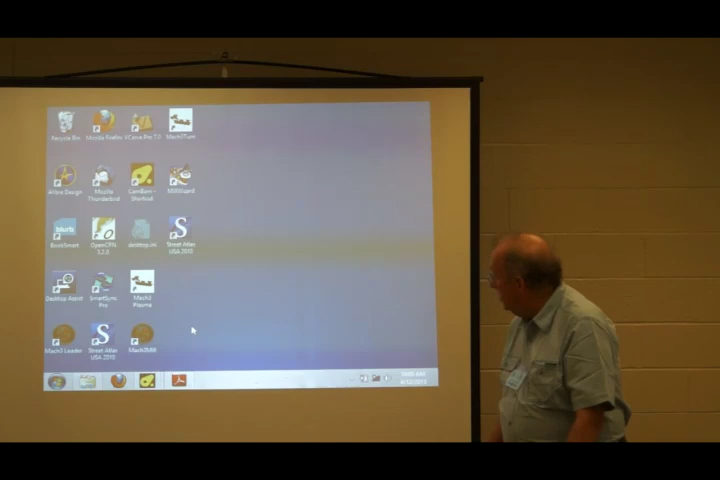 Recycle Bin
Mozilla Firefox
VCarve Pro 7.0
Mach3Turn
Alibre Design
Mozilla Thunderbird
CamBam - Shortcut
MillWizard
blurb
BookSmart
OpenCPN 3.2.0
desktop.ini
S
Street Atlas USA 2010
Desktop Assist
SmartSync Pro
Mach3 Plasma
Mach3 Loader
S
Street Atlas USA 2010
Mach3Mill